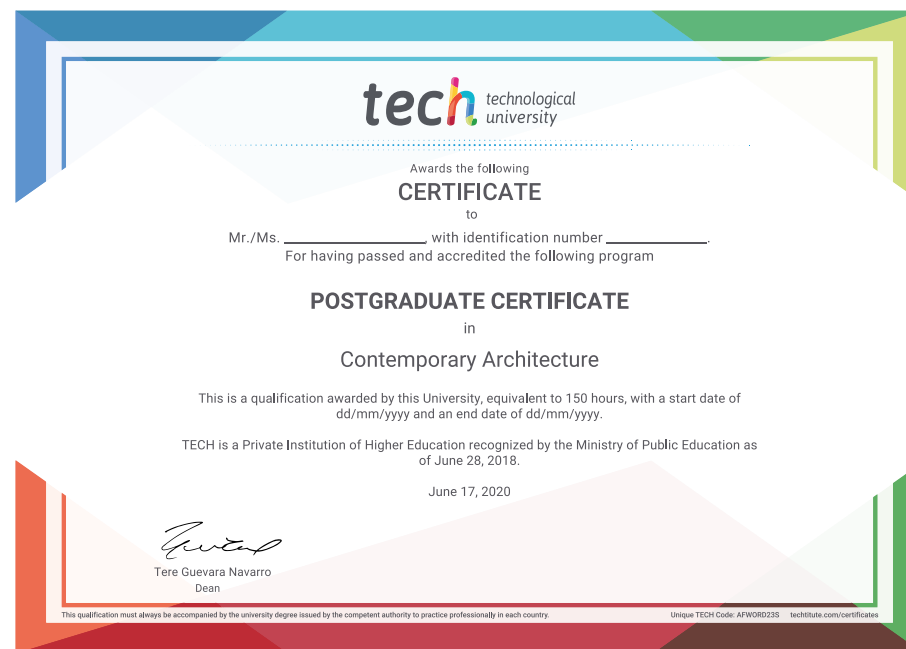 tech technological
university
Awards the following
CERTIFICATE
to
Mr./Ms. ____________, with identification number ____________.
For having passed and accredited the following program
POSTGRADUATE CERTIFICATE
in
Contemporary Architecture
This is a qualification awarded by this University, equivalent to 150 hours, with a start date of
dd/mm/yyyy and an end date of dd/mm/yyyy.
TECH is a Private Institution of Higher Education recognized by the Ministry of Public Education as
of June 28, 2018.
June 17, 2020
Tere Guevara Navarro
Dean
This qualification must always be accompanied by the university degree issued by the competent authority to practice professionally in each country. Unique TECH Code: AFWORD23S techtitute.com/certificates